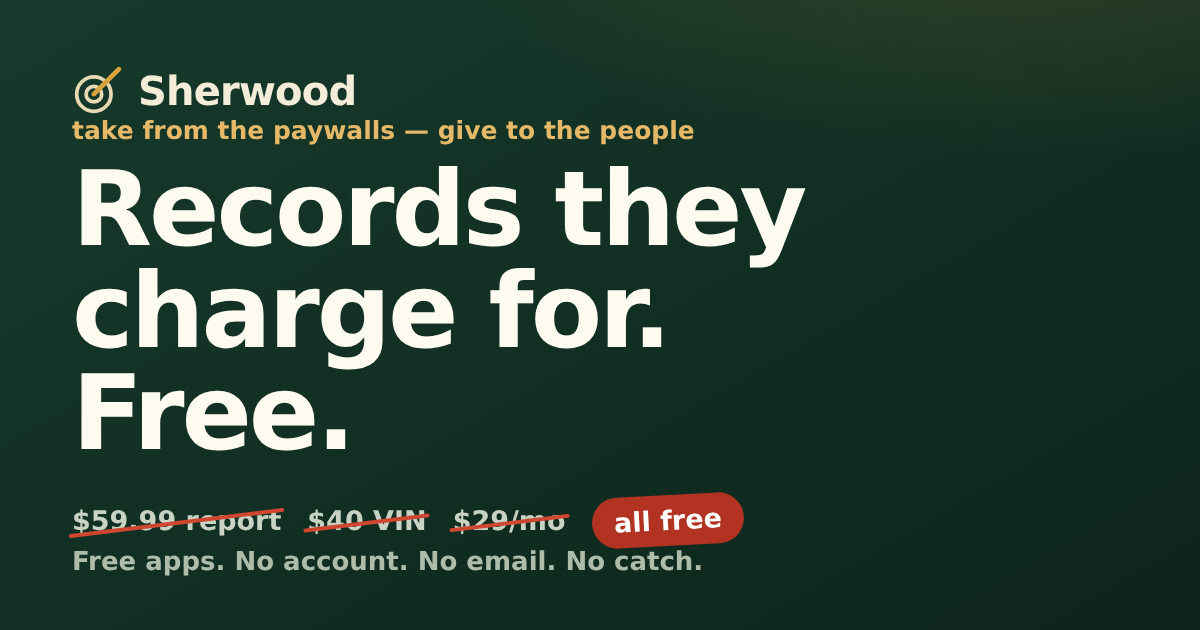 Sherwood
take from the paywalls — give to the people
Records they
charge for.
Free.
$59.99 report $40 VIN $29/mo all free
Free apps. No account. No email. No catch.